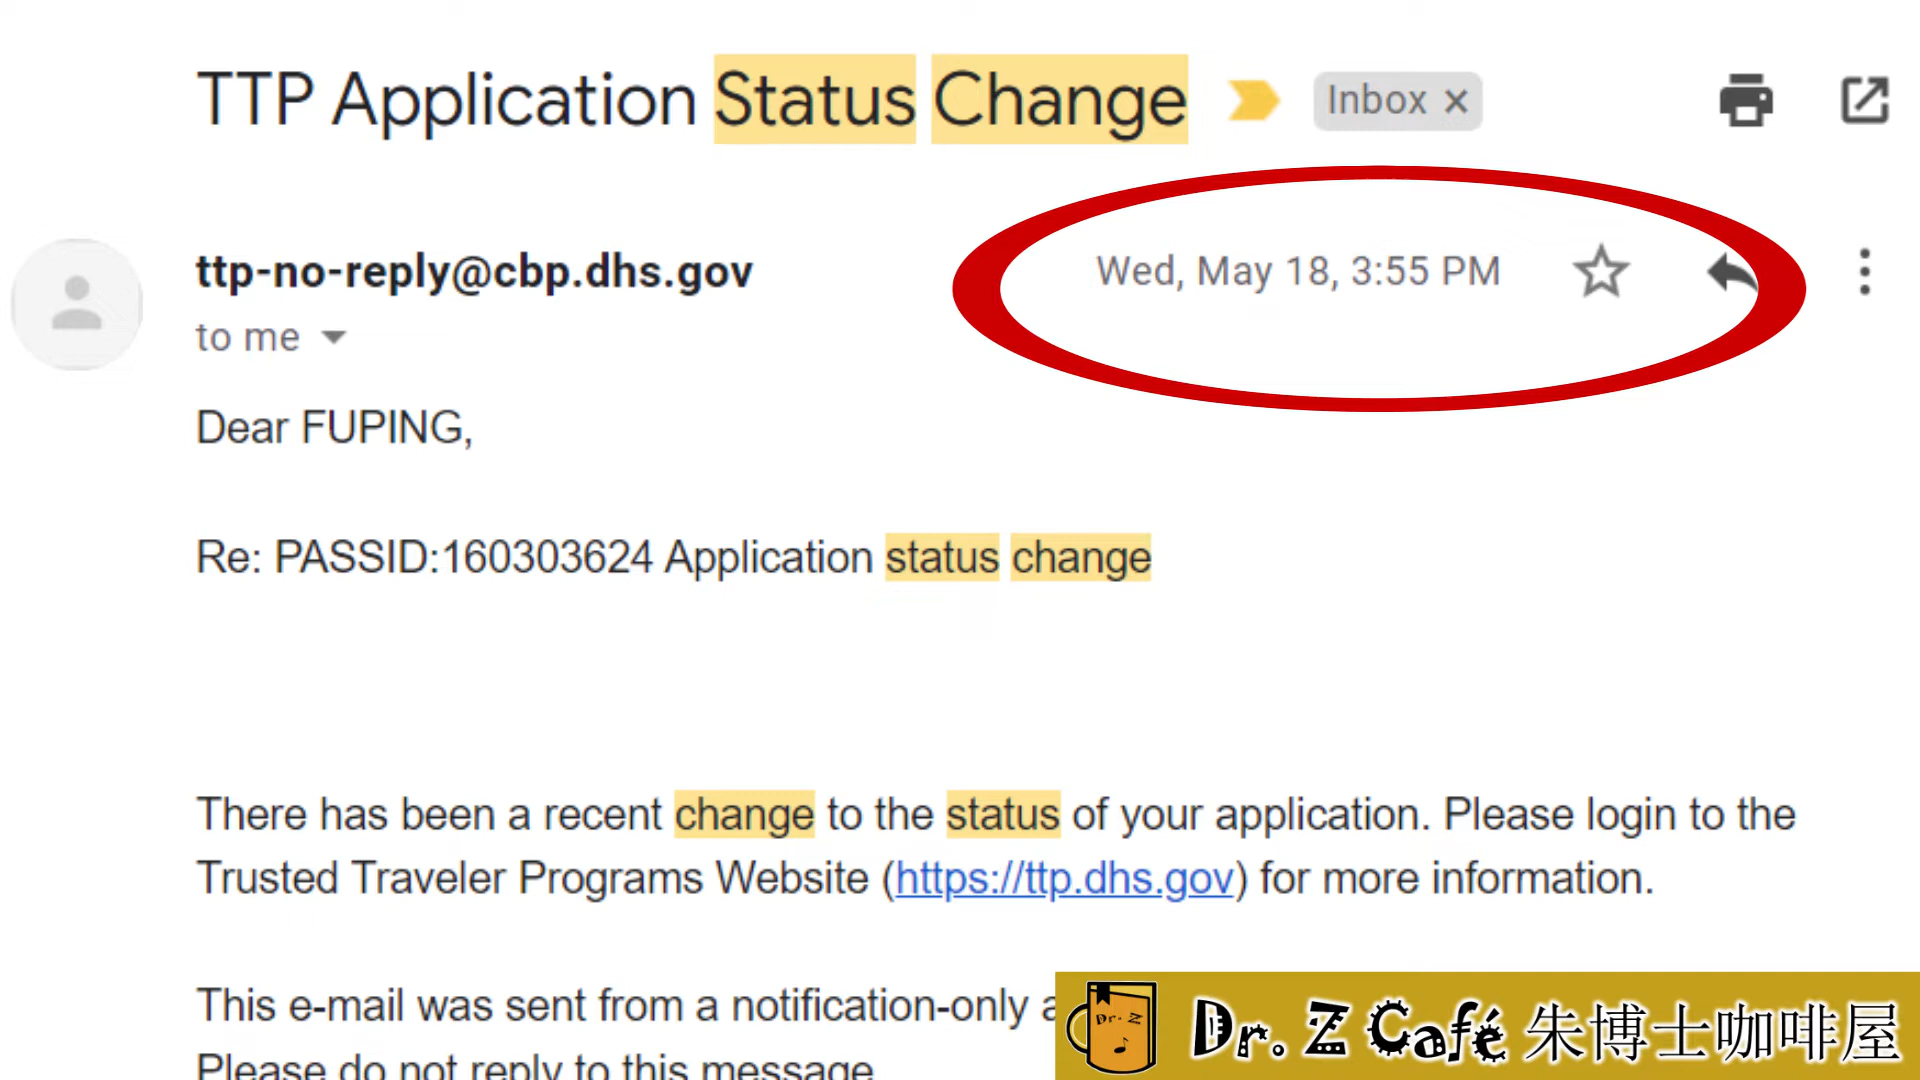 TTP Application Status Change Inbox ×
ttp-no-reply@cbp.dhs.gov Wed, May 18, 3:55 PM
to me
Dear FUPING,
Re: PASSID:160303624 Application status change
There has been a recent change to the status of your application. Please login to the
Trusted Traveler Programs Website (https://ttp.dhs.gov) for more information.
This e-mail was sent from a notification-only
Please do not reply to this message
Dr. Z
Dr. Z Café 朱博士咖啡屋